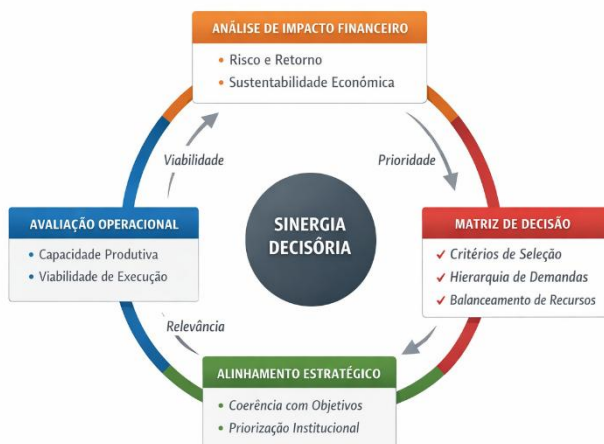 ANÁLISE DE IMPACTO FINANCEIRO
• Risco e Retorno
• Sustentabilidade Econômica
Viabilidade
Prioridade
AVALIAÇÃO OPERACIONAL
• Capacidade Produtiva
• Viabilidade de Execução
SINERGIA
DECISÓRIA
MATRIZ DE DECISÃO
✓ Critérios de Seleção
✓ Hierarquia de Demandas
✓ Balanceamento de Recursos
Relevância
ALINHAMENTO ESTRATÉGICO
• Coerência com Objetivos
• Priorização Institucional